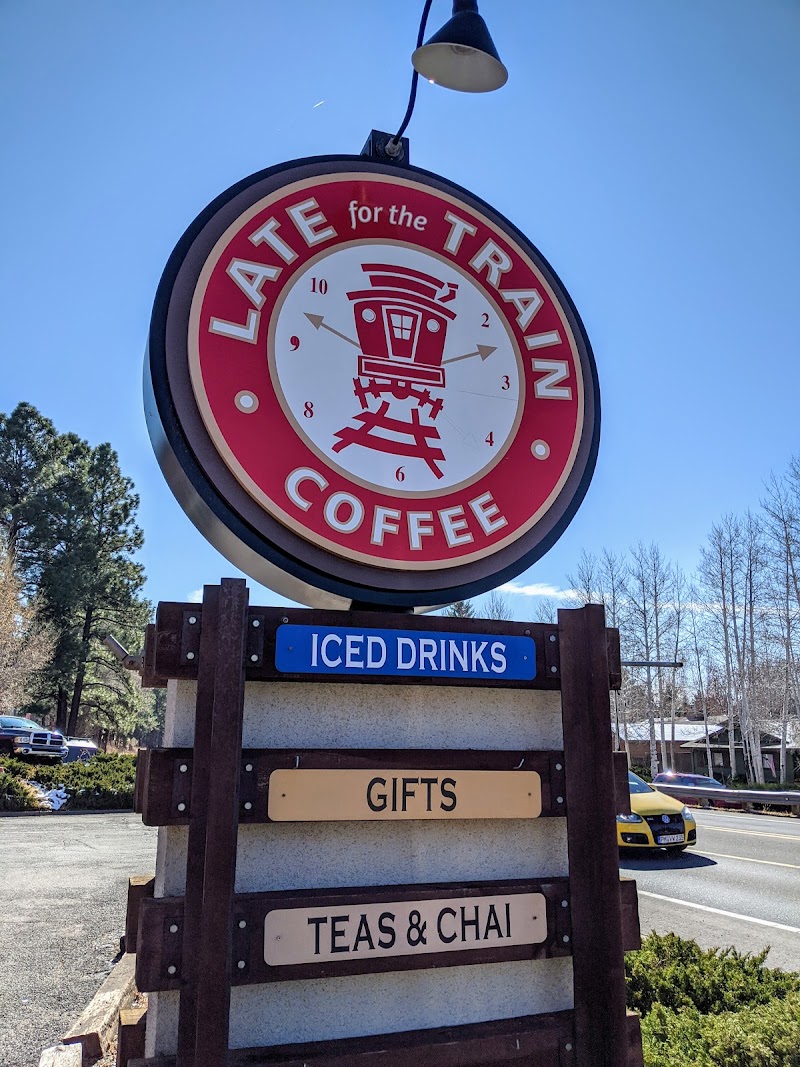 LATE for the TRAIN
COFFEE
10
2
9
3
8
4
6
ICED DRINKS
GIFTS
TEAS & CHAI